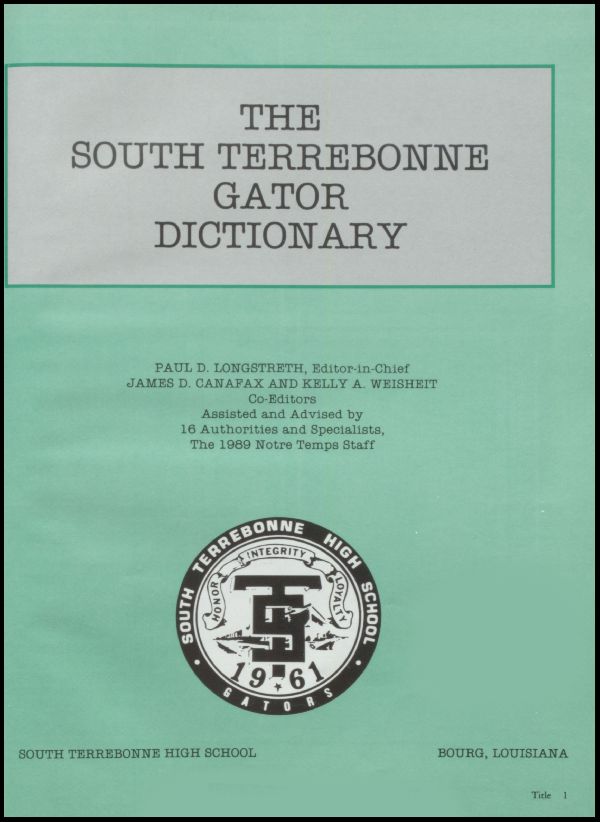 THE
SOUTH TERREBONNE
GATOR
DICTIONARY
PAUL D. LONGSTRETH, Editor-in-Chief
JAMES D. CANAFAX AND KELLY A. WEISHEIT
Co-Editors
Assisted and Advised by
16 Authorities and Specialists,
The 1989 Notre Temps Staff
SOUTH TERREBONNE HIGH SCHOOL
INTEGRITY
HONOR
LOYALTY
TS
19 61
GATORS
SOUTH TERREBONNE HIGH SCHOOL
BOURG, LOUISIANA
Title 1